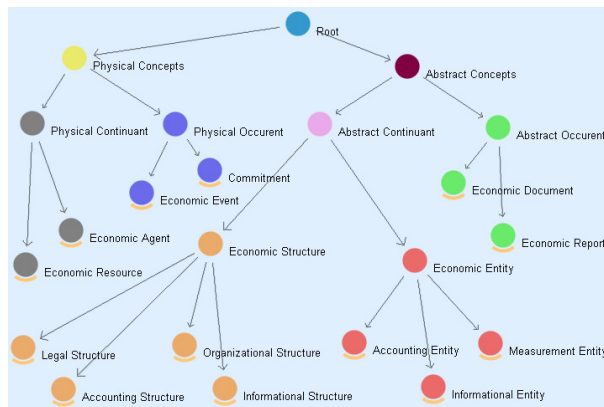 Root
Physical Concepts
Abstract Concepts
Physical Continuant
Physical Occurent
Abstract Continuant
Abstract Occurent
Commitment
Economic Event
Economic Document
Economic Agent
Economic Structure
Economic Report
Economic Resource
Economic Entity
Legal Structure
Organizational Structure
Accounting Entity
Measurement Entity
Accounting Structure
Informational Structure
Informational Entity